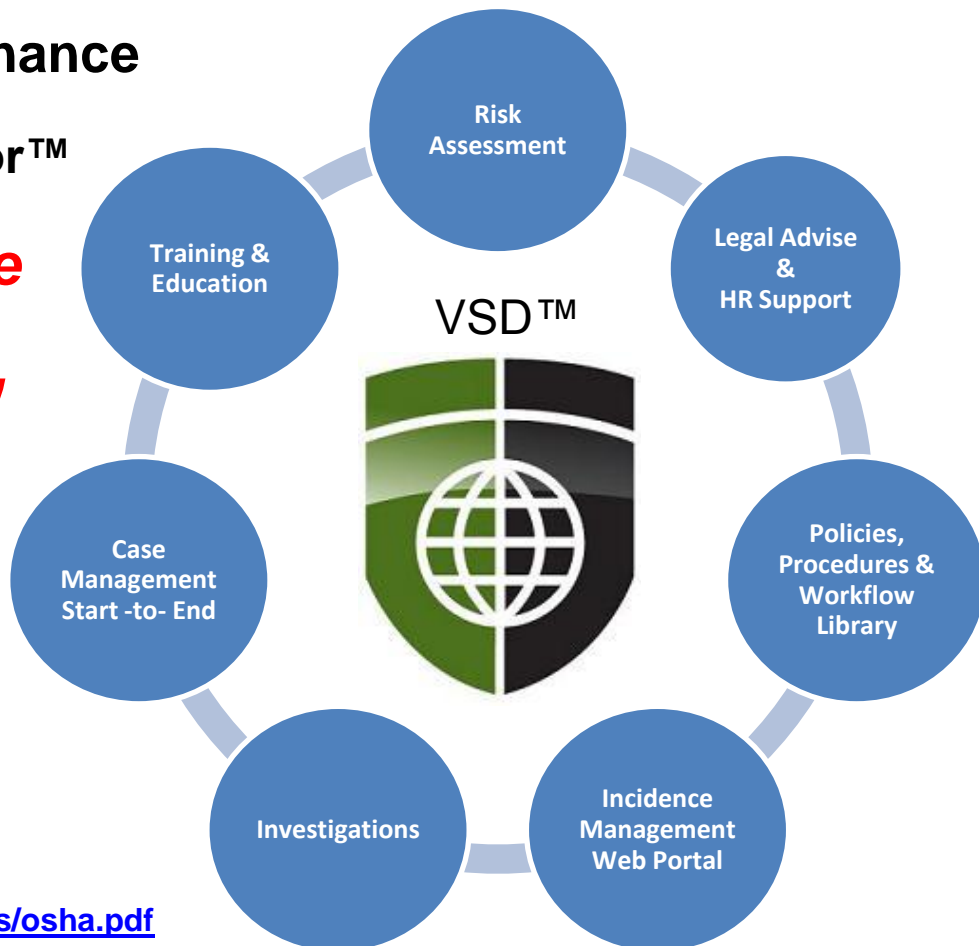 nance
or™
e
VSD™
Risk
Assessment
Legal Advise
&
HR Support
Policies,
Procedures &
Workflow
Library
Incidence
Management
Web Portal
Investigations
Case
Management
Start -to- End
Training &
Education
s/osha.pdf